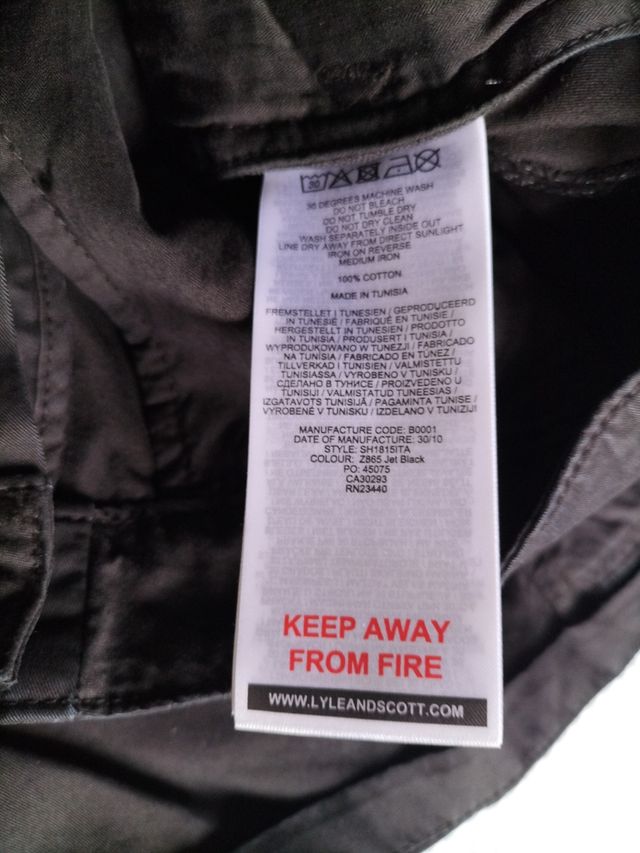 30
30 DEGREES MACHINE WASH
DO NOT BLEACH
DO NOT TUMBLE DRY
DO NOT DRY CLEAN
WASH SEPARATELY INSIDE OUT
LINE DRY AWAY FROM DIRECT SUNLIGHT
IRON ON REVERSE
MEDIUM IRON
100% COTTON
MADE IN TUNISIA
FREMSTELLET I TUNESIEN / GEPRODUCEERD
IN TUNESIË / FABRIQUÉ EN TUNISIE /
HERGESTELLT IN TUNESIEN / PRODOTTO
IN TUNISIA / PRODUSERT I TUNISIA /
WYPRODUKOWANO W TUNEZJI / FABRICADO
NA TUNÍSIA / FABRICADO EN TÚNEZ /
TILLVERKAD I TUNISIEN / VALMISTETTU
TUNISIASSA / VYROBENO V TUNISKU /
СДЕЛАНО В ТУНИСЕ / PROIZVEDENO U
TUNISIJI / VALMISTATUD TUNEESIAS /
IZGATAVOTS TUNISIJĀ / PAGAMINTA TUNISE /
VYROBENÉ V TUNISKU / IZDELANO V TUNIZIJI
MANUFACTURE CODE: B0001
DATE OF MANUFACTURE: 30/10
STYLE: SH1815ITA
COLOUR: Z865 Jet Black
PO: 45075
CA30293
RN23440
KEEP AWAY
FROM FIRE
WWW.LYLEANDSCOTT.COM